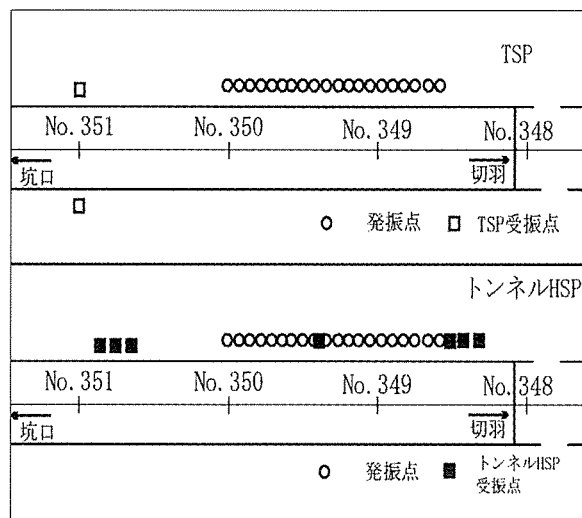 TSP
No. 351 No. 350 No. 349 No. 348
坑口 切羽
発振点 TSP受振点
トンネルHSP
No. 351 No. 350 No. 349 No. 348
坑口 切羽
発振点 トンネルHSP
受振点